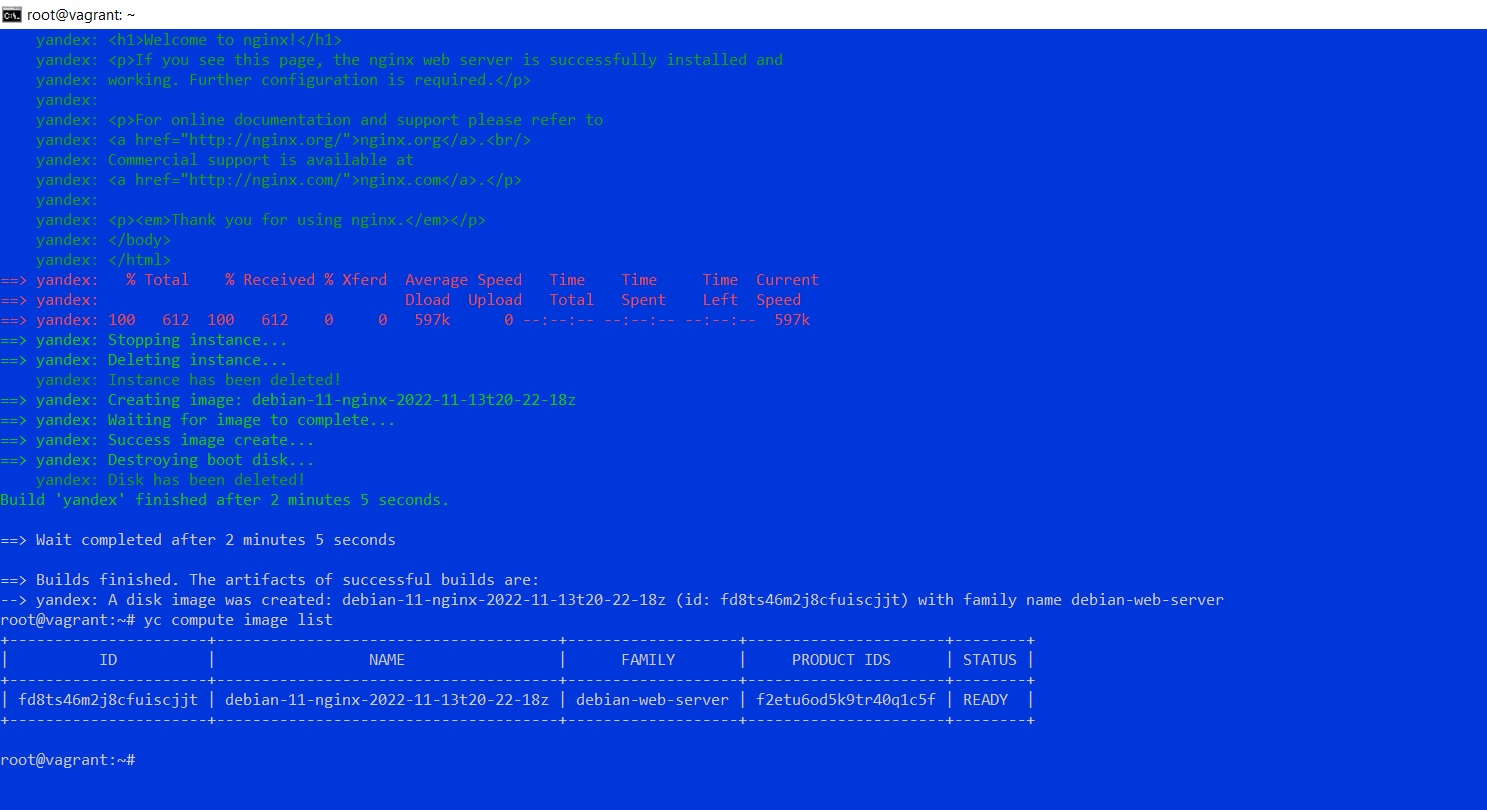 root@vagrant: ~
    yandex: <h1>Welcome to nginx!</h1>
    yandex: <p>If you see this page, the nginx web server is successfully installed and
    yandex: working. Further configuration is required.</p>
    yandex:
    yandex: <p>For online documentation and support please refer to
    yandex: <a href="http://nginx.org/">nginx.org</a>.<br/>
    yandex: Commercial support is available at
    yandex: <a href="http://nginx.com/">nginx.com</a>.</p>
    yandex:
    yandex: <p><em>Thank you for using nginx.</em></p>
    yandex: </body>
    yandex: </html>
==> yandex:   % Total    % Received % Xferd  Average Speed   Time    Time     Time  Current
==> yandex:                                  Dload  Upload   Total   Spent    Left  Speed
==> yandex: 100   612  100   612    0     0   597k      0 --:--:-- --:--:-- --:--:--  597k
==> yandex: Stopping instance...
==> yandex: Deleting instance...
    yandex: Instance has been deleted!
==> yandex: Creating image: debian-11-nginx-2022-11-13t20-22-18z
==> yandex: Waiting for image to complete...
==> yandex: Success image create...
==> yandex: Destroying boot disk...
    yandex: Disk has been deleted!
Build 'yandex' finished after 2 minutes 5 seconds.
==> Wait completed after 2 minutes 5 seconds
==> Builds finished. The artifacts of successful builds are:
--> yandex: A disk image was created: debian-11-nginx-2022-11-13t20-22-18z (id: fd8ts46m2j8cfuiscjjt) with family name debian-web-server
root@vagrant:~# yc compute image list
+----------------------+--------------------------------------+-------------------+----------------------+--------+
|          ID          |                 NAME                 |      FAMILY       |     PRODUCT IDS      | STATUS |
+----------------------+--------------------------------------+-------------------+----------------------+--------+
| fd8ts46m2j8cfuiscjjt | debian-11-nginx-2022-11-13t20-22-18z | debian-web-server | f2etu6od5k9tr40q1c5f | READY  |
+----------------------+--------------------------------------+-------------------+----------------------+--------+
root@vagrant:~#